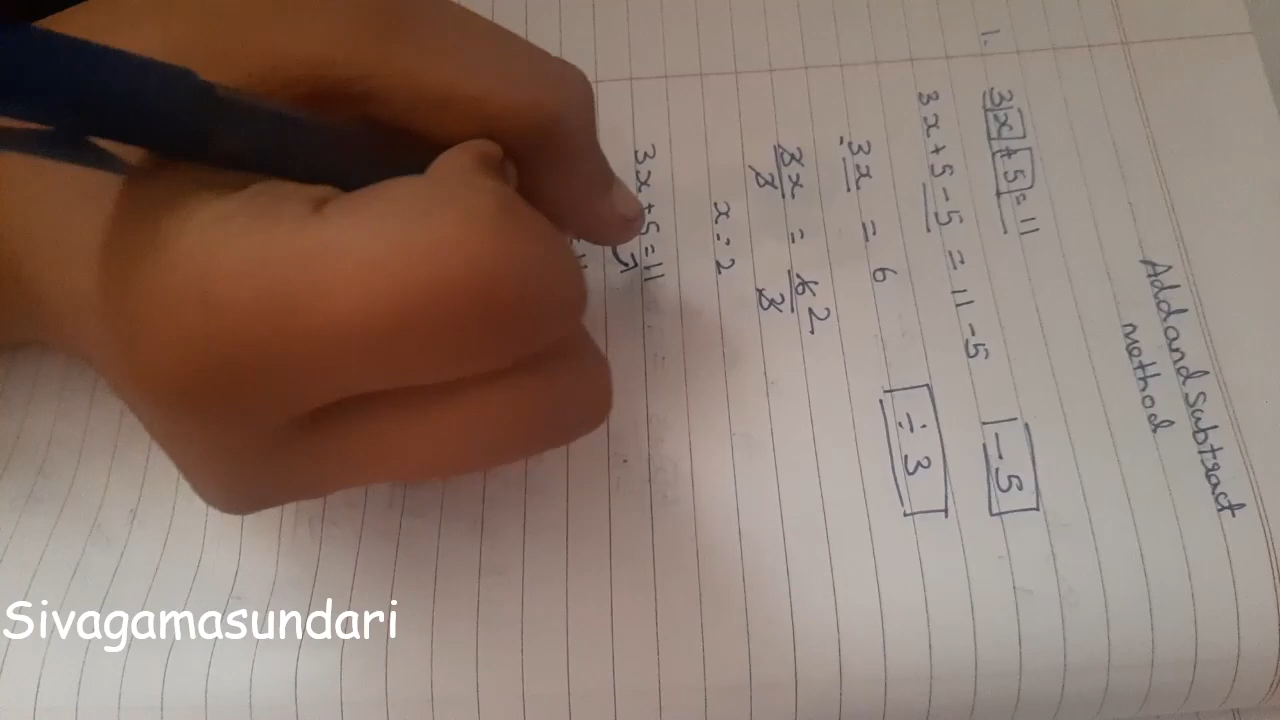 Add and Subtract
method
1. 3x+5=11 |-5
3x+5-5=11-5
3x=6 ÷3
3x/3 = 6/3 2
x=2
3x+5=11
Sivagamasundari